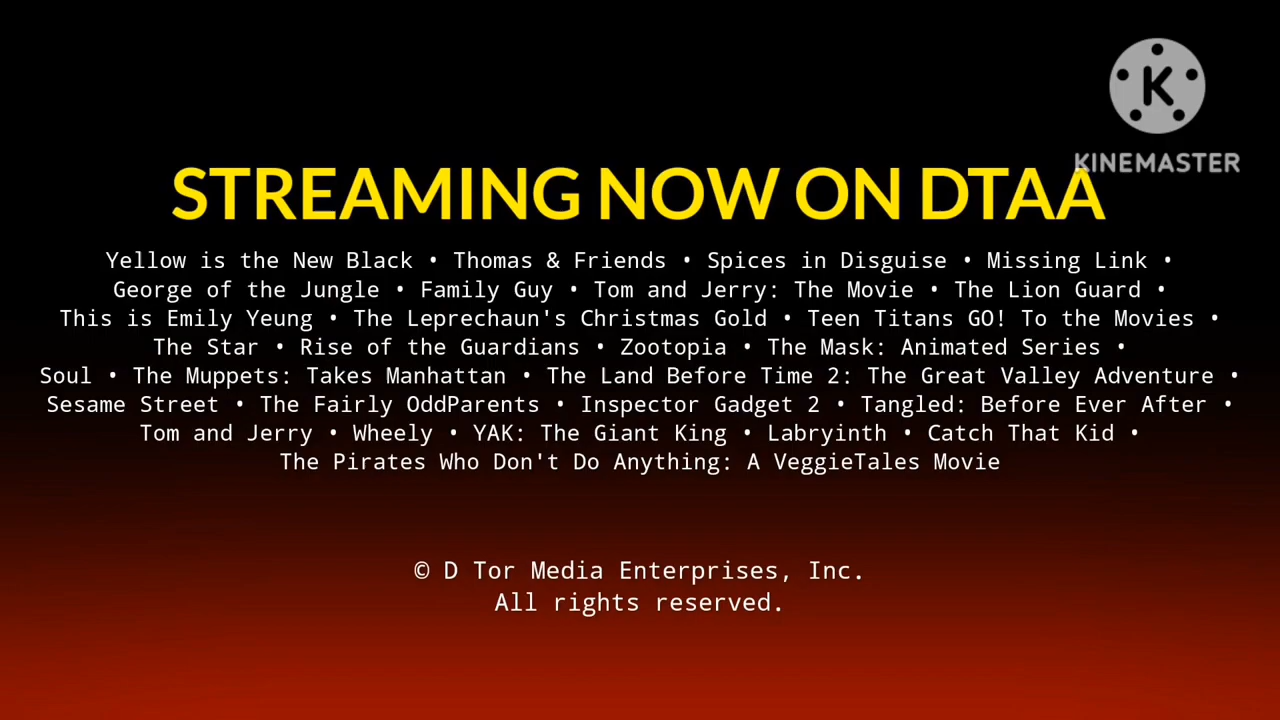 K
KINEMASTER
STREAMING NOW ON DTAA
Yellow is the New Black • Thomas & Friends • Spices in Disguise • Missing Link •
George of the Jungle • Family Guy • Tom and Jerry: The Movie • The Lion Guard •
This is Emily Yeung • The Leprechaun's Christmas Gold • Teen Titans GO! To the Movies •
The Star • Rise of the Guardians • Zootopia • The Mask: Animated Series •
Soul • The Muppets: Takes Manhattan • The Land Before Time 2: The Great Valley Adventure •
Sesame Street • The Fairly OddParents • Inspector Gadget 2 • Tangled: Before Ever After •
Tom and Jerry • Wheely • YAK: The Giant King • Labryinth • Catch That Kid •
The Pirates Who Don't Do Anything: A VeggieTales Movie
© D Tor Media Enterprises, Inc.
All rights reserved.